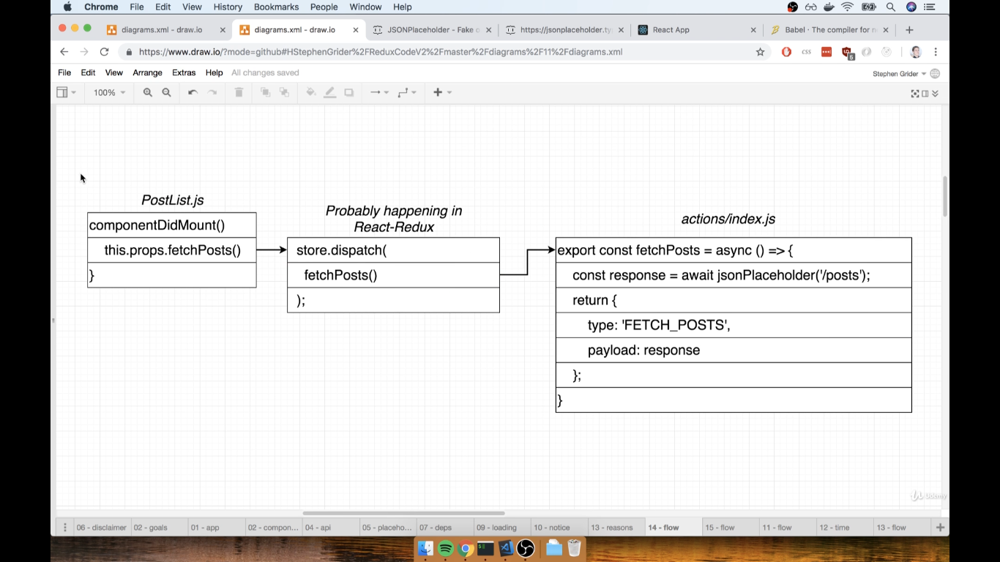 Chrome File Edit View History Bookmarks People Window Help
diagrams.xml - draw.io
diagrams.xml - draw.io
JSONPlaceholder - Fake o
https://jsonplaceholder.ty
React App
Babel · The compiler for n
https://www.draw.io/?mode=github#HStephenGrider%2FReduxCodeV2%2Fmaster%2Fdiagrams%2F11%2Fdiagrams.xml
CSS
5
File Edit View Arrange Extras Help All changes saved
Stephen Grider
100%
PostList.js
componentDidMount()
this.props.fetchPosts()
}
Probably happening in
React-Redux
store.dispatch(
fetchPosts()
);
actions/index.js
export const fetchPosts = async () => {
const response = await jsonPlaceholder('/posts');
return {
type: 'FETCH_POSTS',
payload: response
};
}
Udemy
06 - disclaimer
02 - goals
01 - app
02 - compon...
04 - api
05 - placeho...
07 - deps
09 - loading
10 - notice
13 - reasons
14 - flow
15 - flow
11 - flow
12 - time
13 - flow